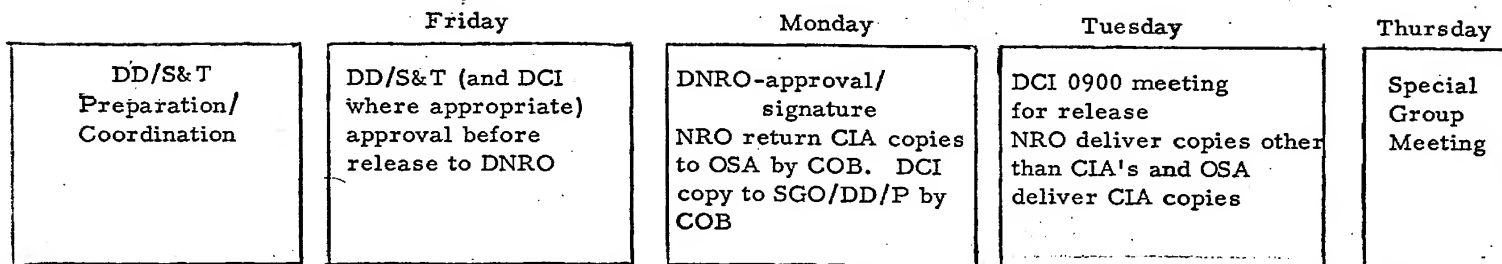 Friday
Monday
Tuesday
Thursday
DD/S&T
Preparation/
Coordination
DD/S&T (and DCI
where appropriate)
approval before
release to DNRO
DNRO-approval/
signature
NRO return CIA copies
to OSA by COB. DCI
copy to SGO/DD/P by
COB
DCI 0900 meeting
for release
NRO deliver copies other
than CIA's and OSA
deliver CIA copies
Special
Group
Meeting